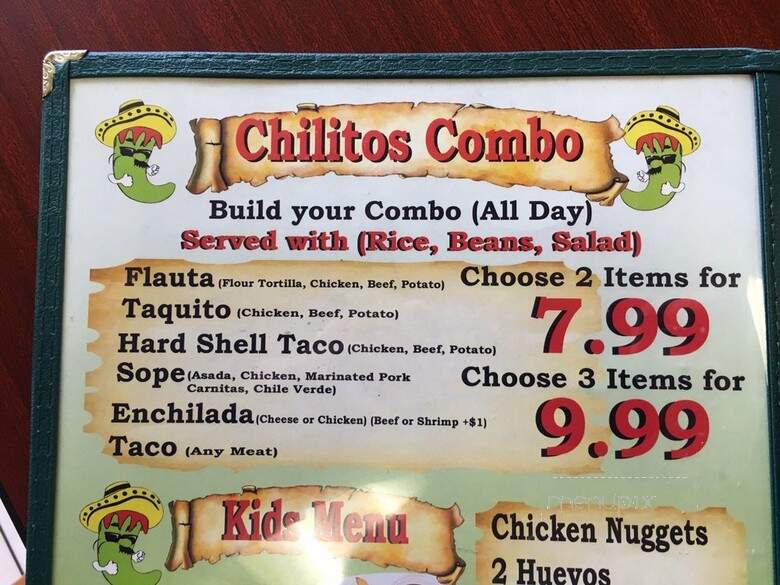 Chilitos Combo
Build your Combo (All Day)
Served with (Rice, Beans, Salad)
Flauta (Flour Tortilla, Chicken, Beef, Potato)
Taquito (Chicken, Beef, Potato)
Hard Shell Taco (Chicken, Beef, Potato)
Sope (Asada, Chicken, Marinated Pork
Carnitas, Chile Verde)
Enchilada (Cheese or Chicken) (Beef or Shrimp +$1)
Taco (Any Meat)
Choose 2 Items for
7.99
Choose 3 Items for
9.99
menupix
Kids Menu
Chicken Nuggets
2 Huevos